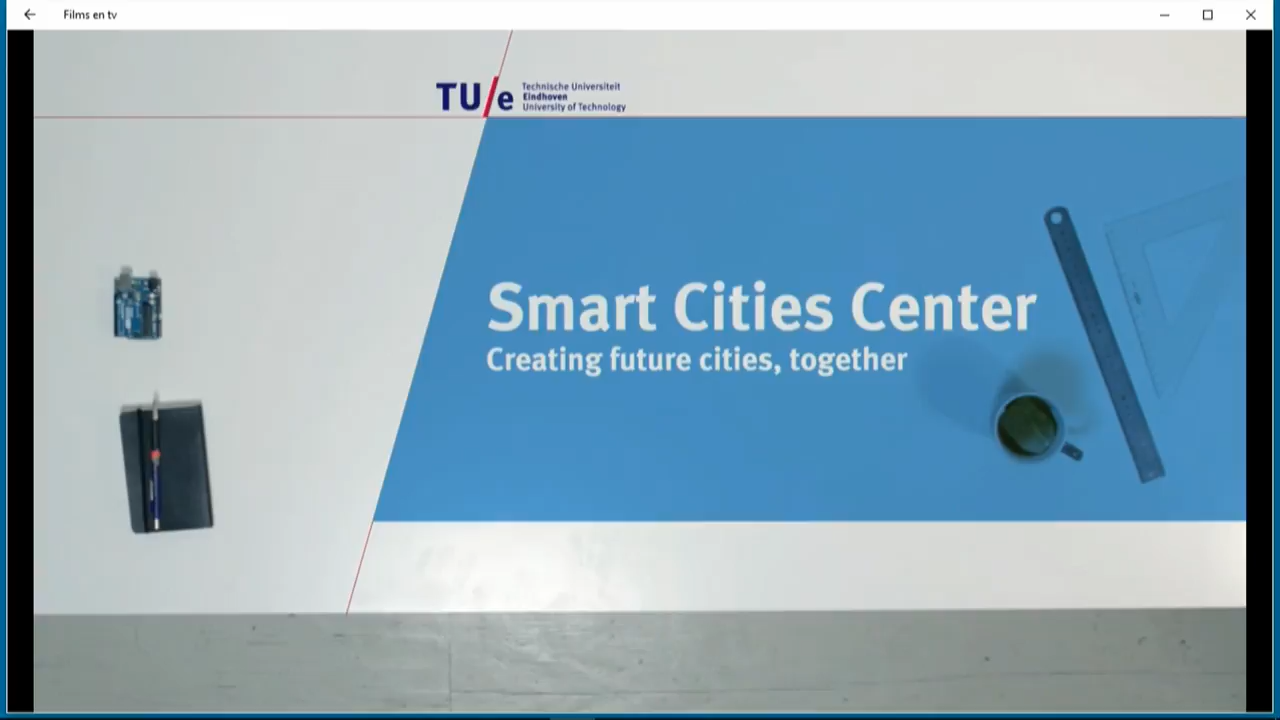 Films en tv
TU/e
Technische Universiteit
Eindhoven
University of Technology
Smart Cities Center
Creating future cities, together